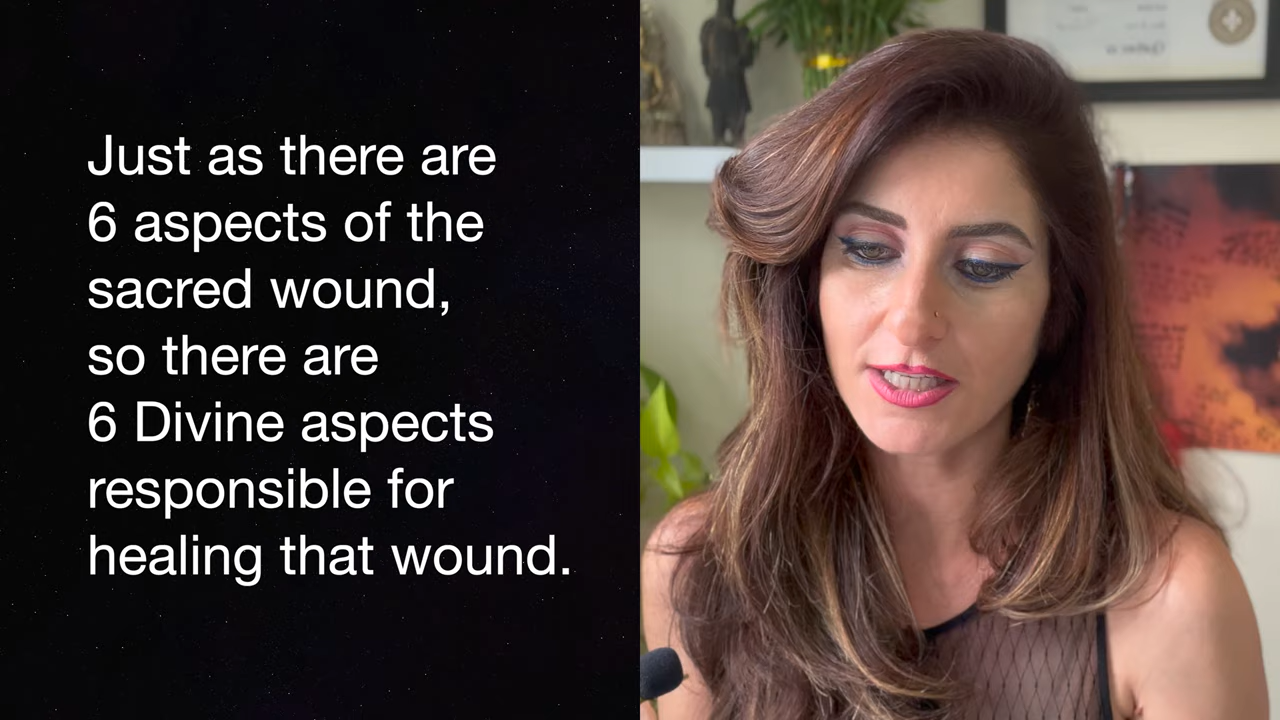 Just as there are
6 aspects of the
sacred wound,
so there are
6 Divine aspects
responsible for
healing that wound.